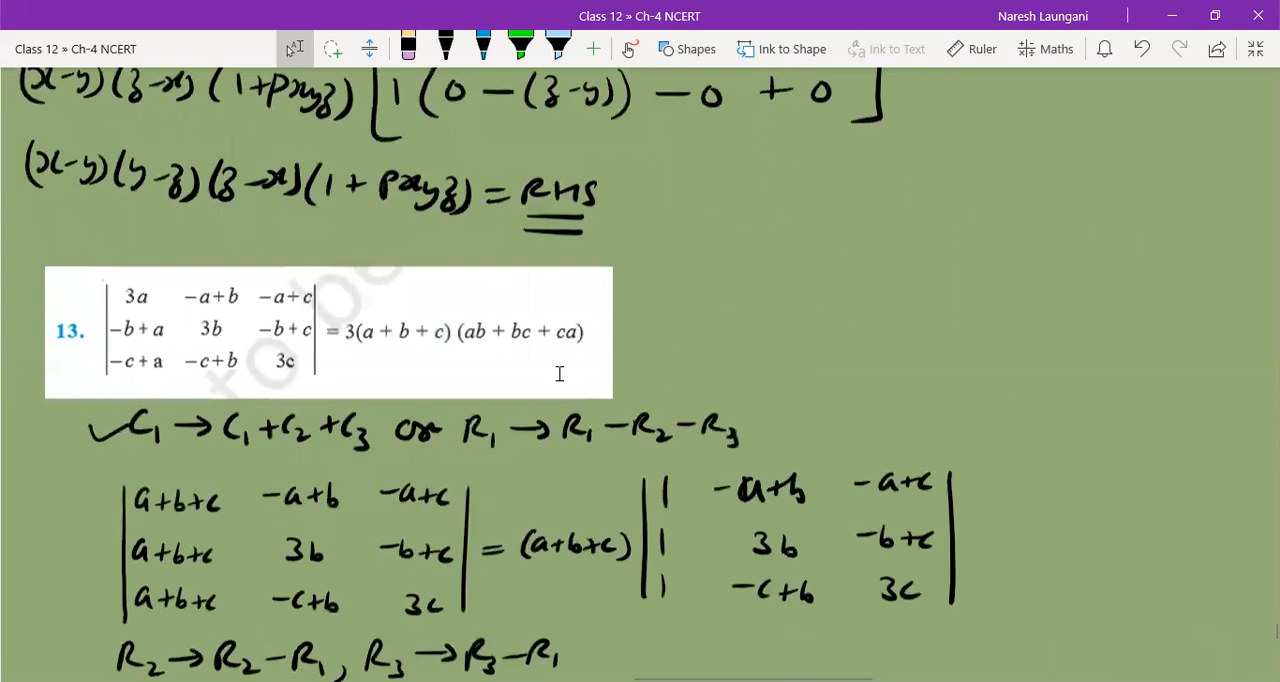 Class 12 » Ch-4 NCERT
Naresh Laungani
Class 12 » Ch-4 NCERT
Shapes
Ink to Shape
Ink to Text
Ruler
Maths
(x-y)(z-x)(1+pxyz)[1(0-(z-y))-0+0]
(x-y)(y-z)(z-x)(1+pxyz) = RHS
to be
13. | 3a -a+b -a+c |
| -b+a 3b -b+c | = 3(a + b + c) (ab + bc + ca)
| -c+a -c+b 3c |
✓C₁ → C₁+C₂+C₃ or R₁ → R₁-R₂-R₃
| a+b+c -a+b -a+c | | 1 -a+b -a+c |
| a+b+c 3b -b+c | = (a+b+c) | 1 3b -b+c |
| a+b+c -c+b 3c | | 1 -c+b 3c |
R₂ → R₂-R₁, R₃ → R₃-R₁